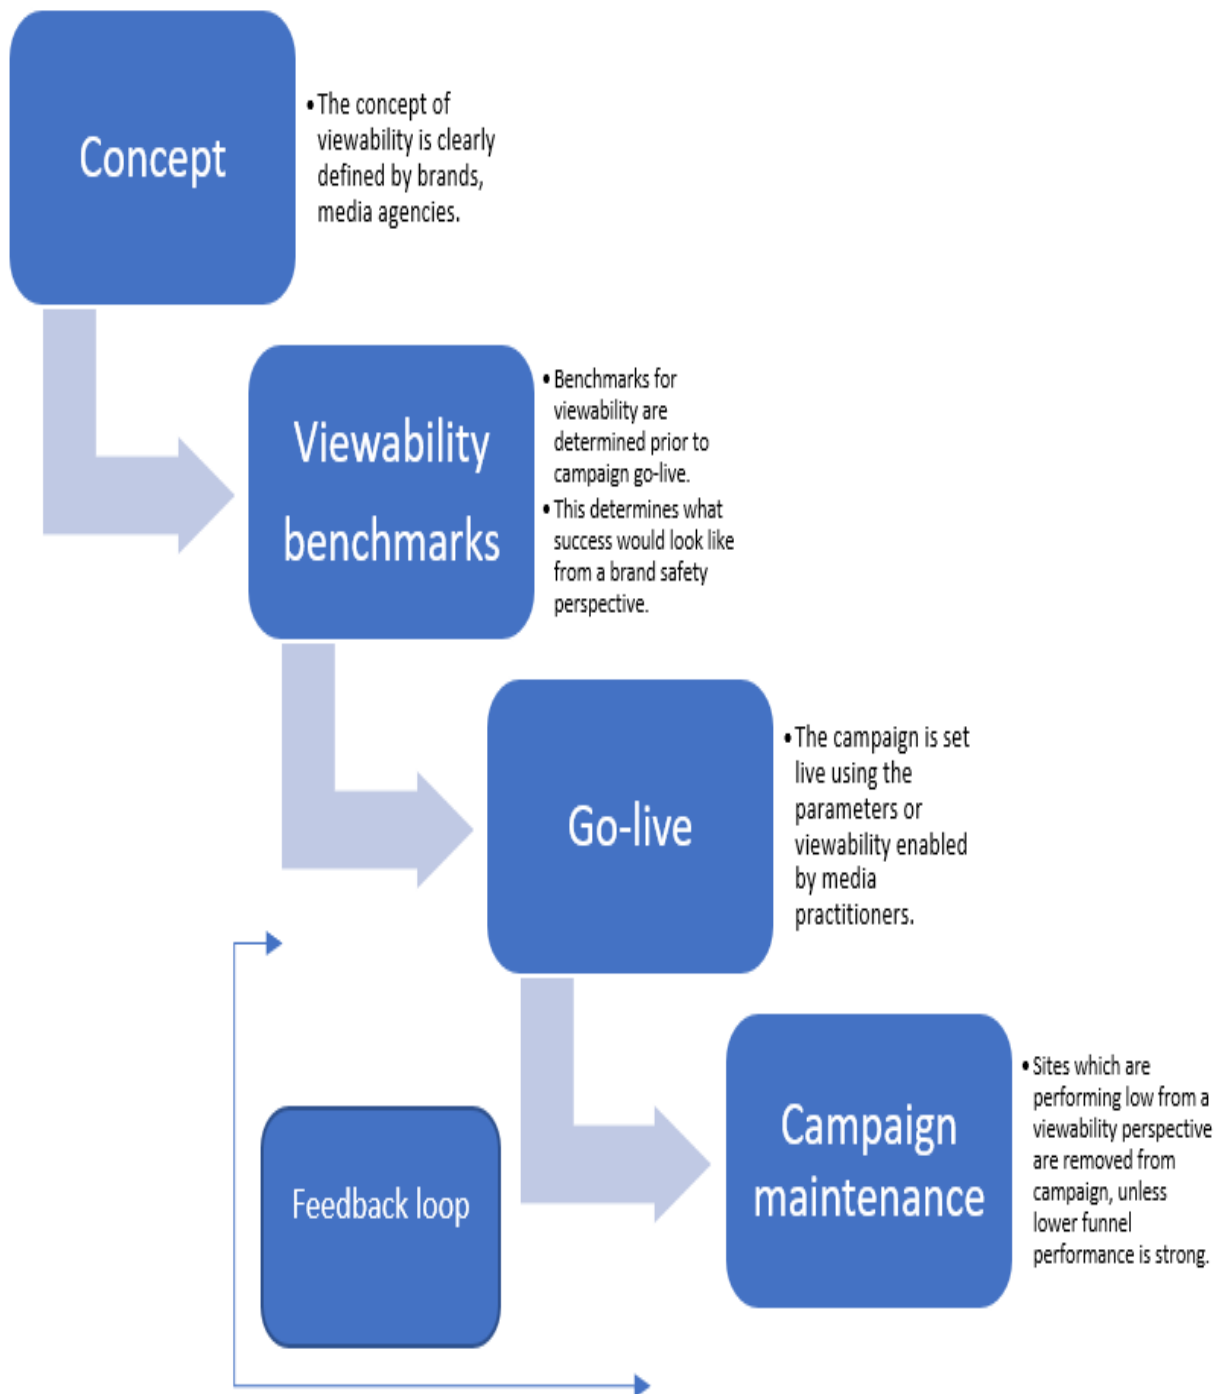 Concept
•The concept of
viewability is clearly
defined by brands,
media agencies.
Viewability
benchmarks
•Benchmarks for
viewability are
determined prior to
campaign go-live.
•This determines what
success would look like
from a brand safety
perspective.
Go-live
•The campaign is set
live using the
parameters or
viewability enabled
by media
practitioners.
Campaign
maintenance
•Sites which are
performing low from a
viewability perspective
are removed from
campaign, unless
lower funnel
performance is strong.
Feedback loop